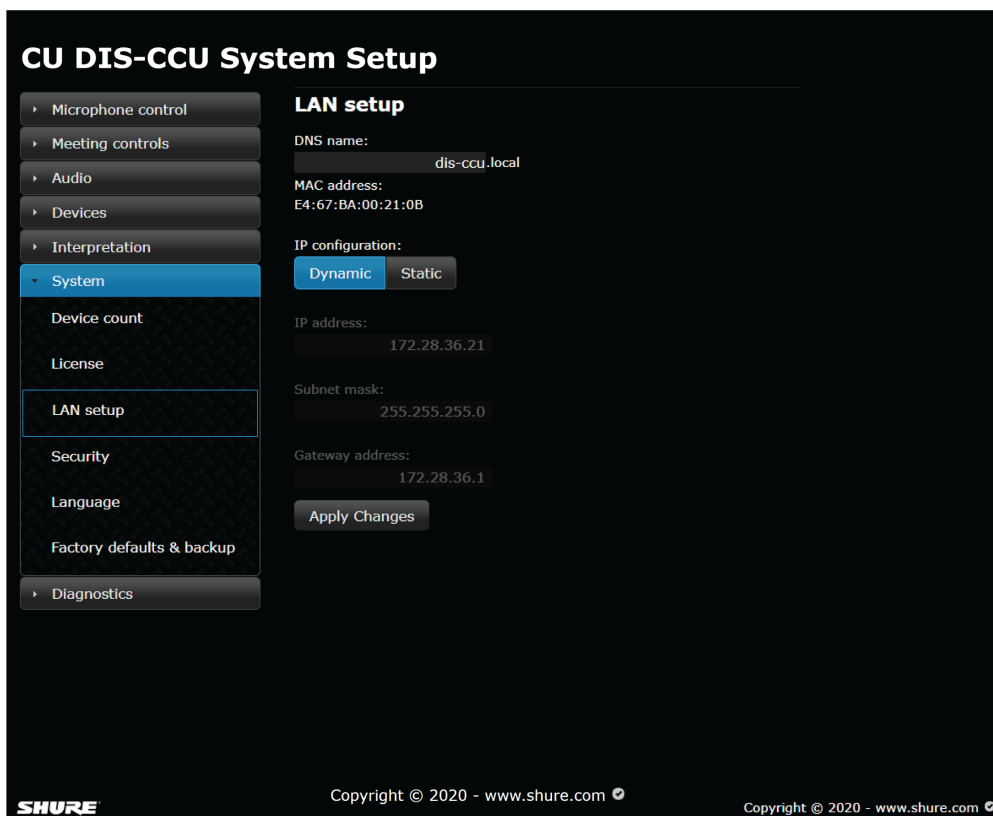 CU DIS-CCU System Setup
Microphone control
Meeting controls
Audio
Devices
Interpretation
System
Device count
License
LAN setup
Security
Language
Factory defaults & backup
Diagnostics
LAN setup
DNS name:
dis-ccu.local
MAC address:
E4:67:BA:00:21:0B
IP configuration:
Dynamic Static
IP address:
172.28.36.21
Subnet mask:
255.255.255.0
Gateway address:
172.28.36.1
Apply Changes
SHURE
Copyright © 2020 - www.shure.com
Copyright © 2020 - www.shure.com